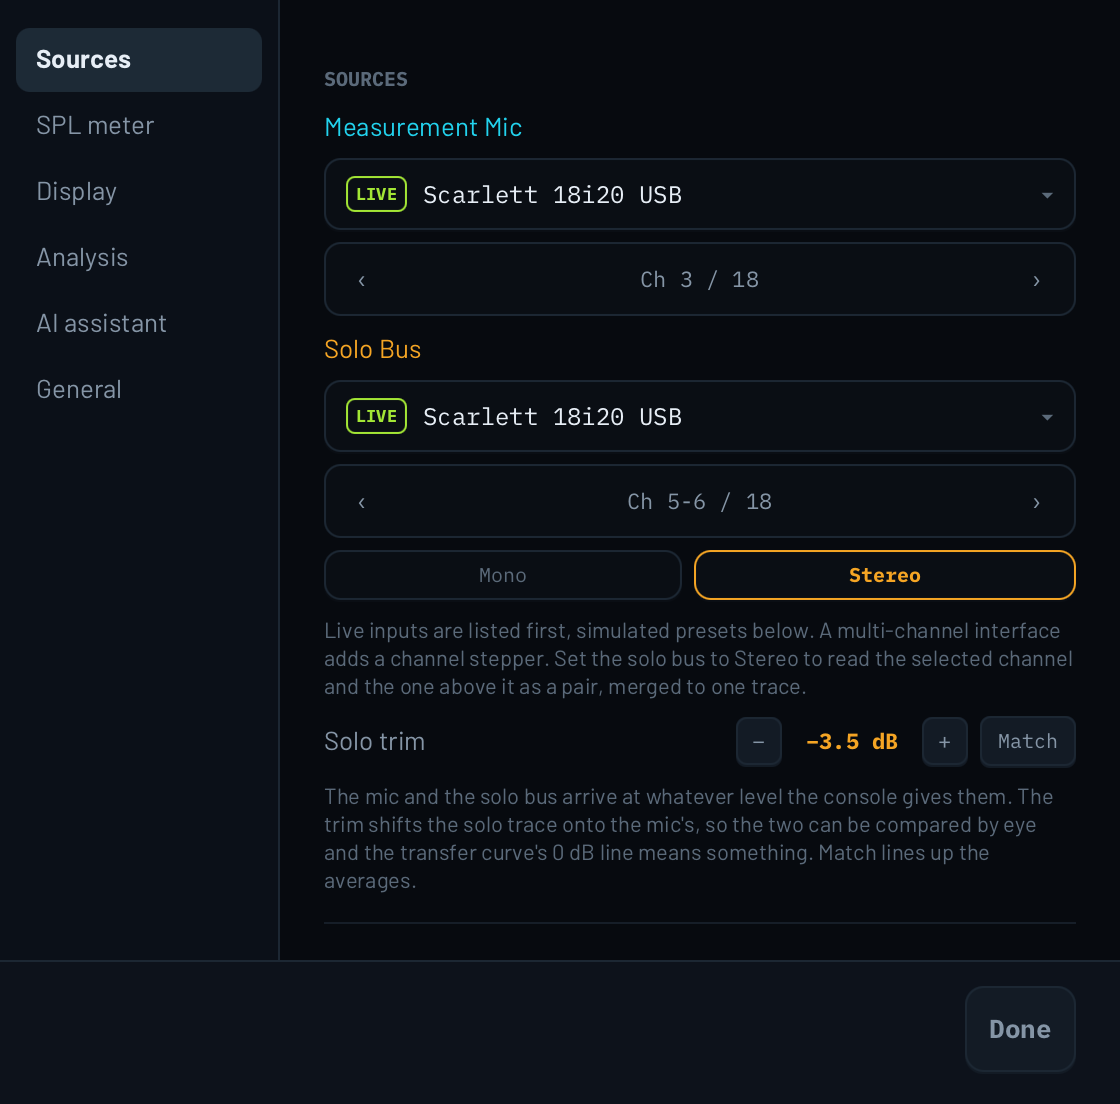 Sources
SPL meter
Display
Analysis
AI assistant
General
SOURCES
Measurement Mic
LIVE Scarlett 18i20 USB
‹ Ch 3 / 18 ›
Solo Bus
LIVE Scarlett 18i20 USB
‹ Ch 5-6 / 18 ›
Mono Stereo
Live inputs are listed first, simulated presets below. A multi-channel interface
adds a channel stepper. Set the solo bus to Stereo to read the selected channel
and the one above it as a pair, merged to one trace.
Solo trim − −3.5 dB + Match
The mic and the solo bus arrive at whatever level the console gives them. The
trim shifts the solo trace onto the mic's, so the two can be compared by eye
and the transfer curve's 0 dB line means something. Match lines up the
averages.
Done